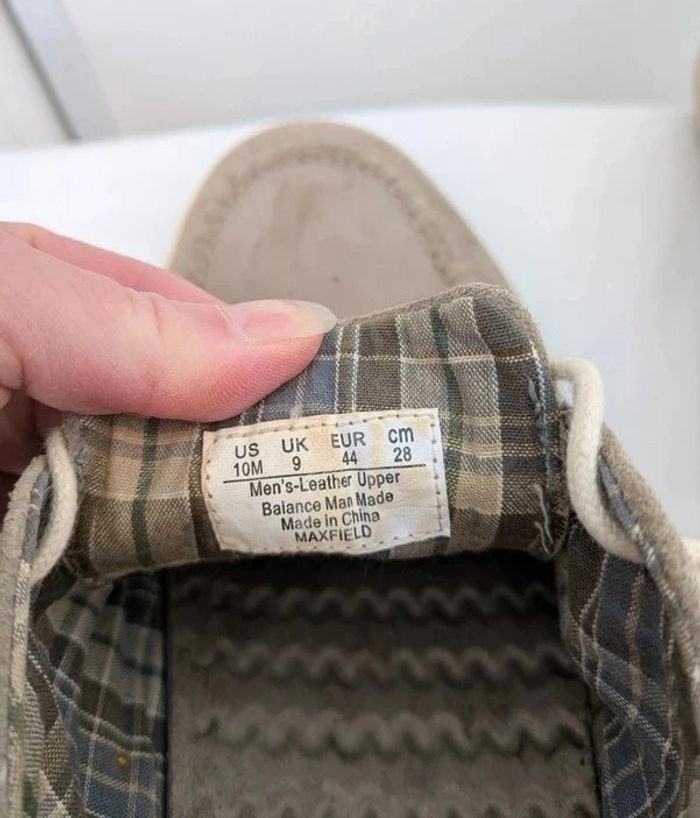 US UK EUR cm
10M 9 44 28
Men's-Leather Upper
Balance Man Made
Made in China
MAXFIELD